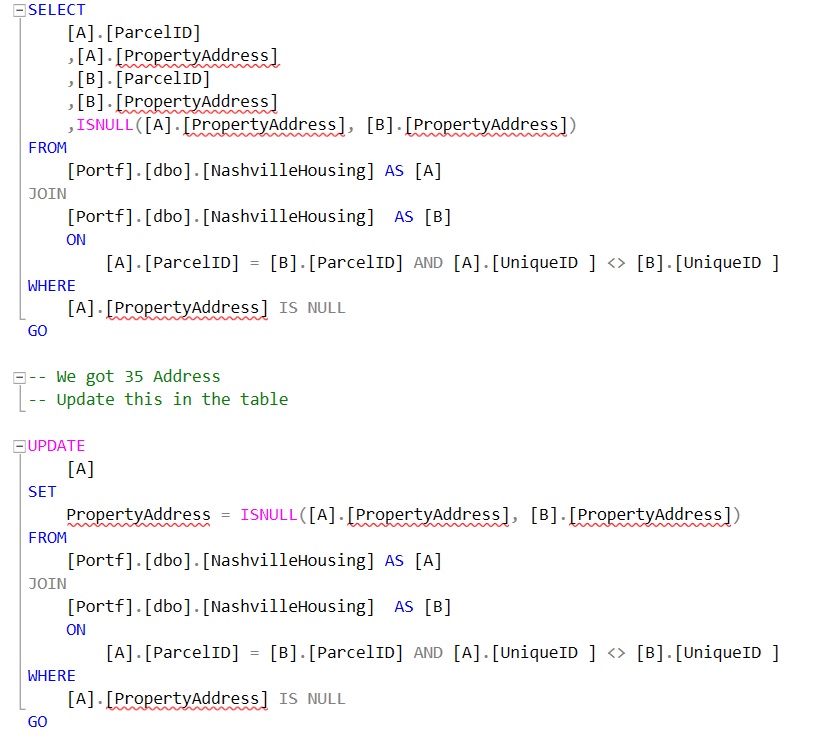 SELECT
[A].[ParcelID]
,[A].[PropertyAddress]
,[B].[ParcelID]
,[B].[PropertyAddress]
,ISNULL([A].[PropertyAddress], [B].[PropertyAddress])
FROM
[Portf].[dbo].[NashvilleHousing] AS [A]
JOIN
[Portf].[dbo].[NashvilleHousing]  AS [B]
ON
[A].[ParcelID] = [B].[ParcelID] AND [A].[UniqueID ] <> [B].[UniqueID ]
WHERE
[A].[PropertyAddress] IS NULL
GO
-- We got 35 Address
-- Update this in the table
UPDATE
[A]
SET
PropertyAddress = ISNULL([A].[PropertyAddress], [B].[PropertyAddress])
FROM
[Portf].[dbo].[NashvilleHousing] AS [A]
JOIN
[Portf].[dbo].[NashvilleHousing]  AS [B]
ON
[A].[ParcelID] = [B].[ParcelID] AND [A].[UniqueID ] <> [B].[UniqueID ]
WHERE
[A].[PropertyAddress] IS NULL
GO